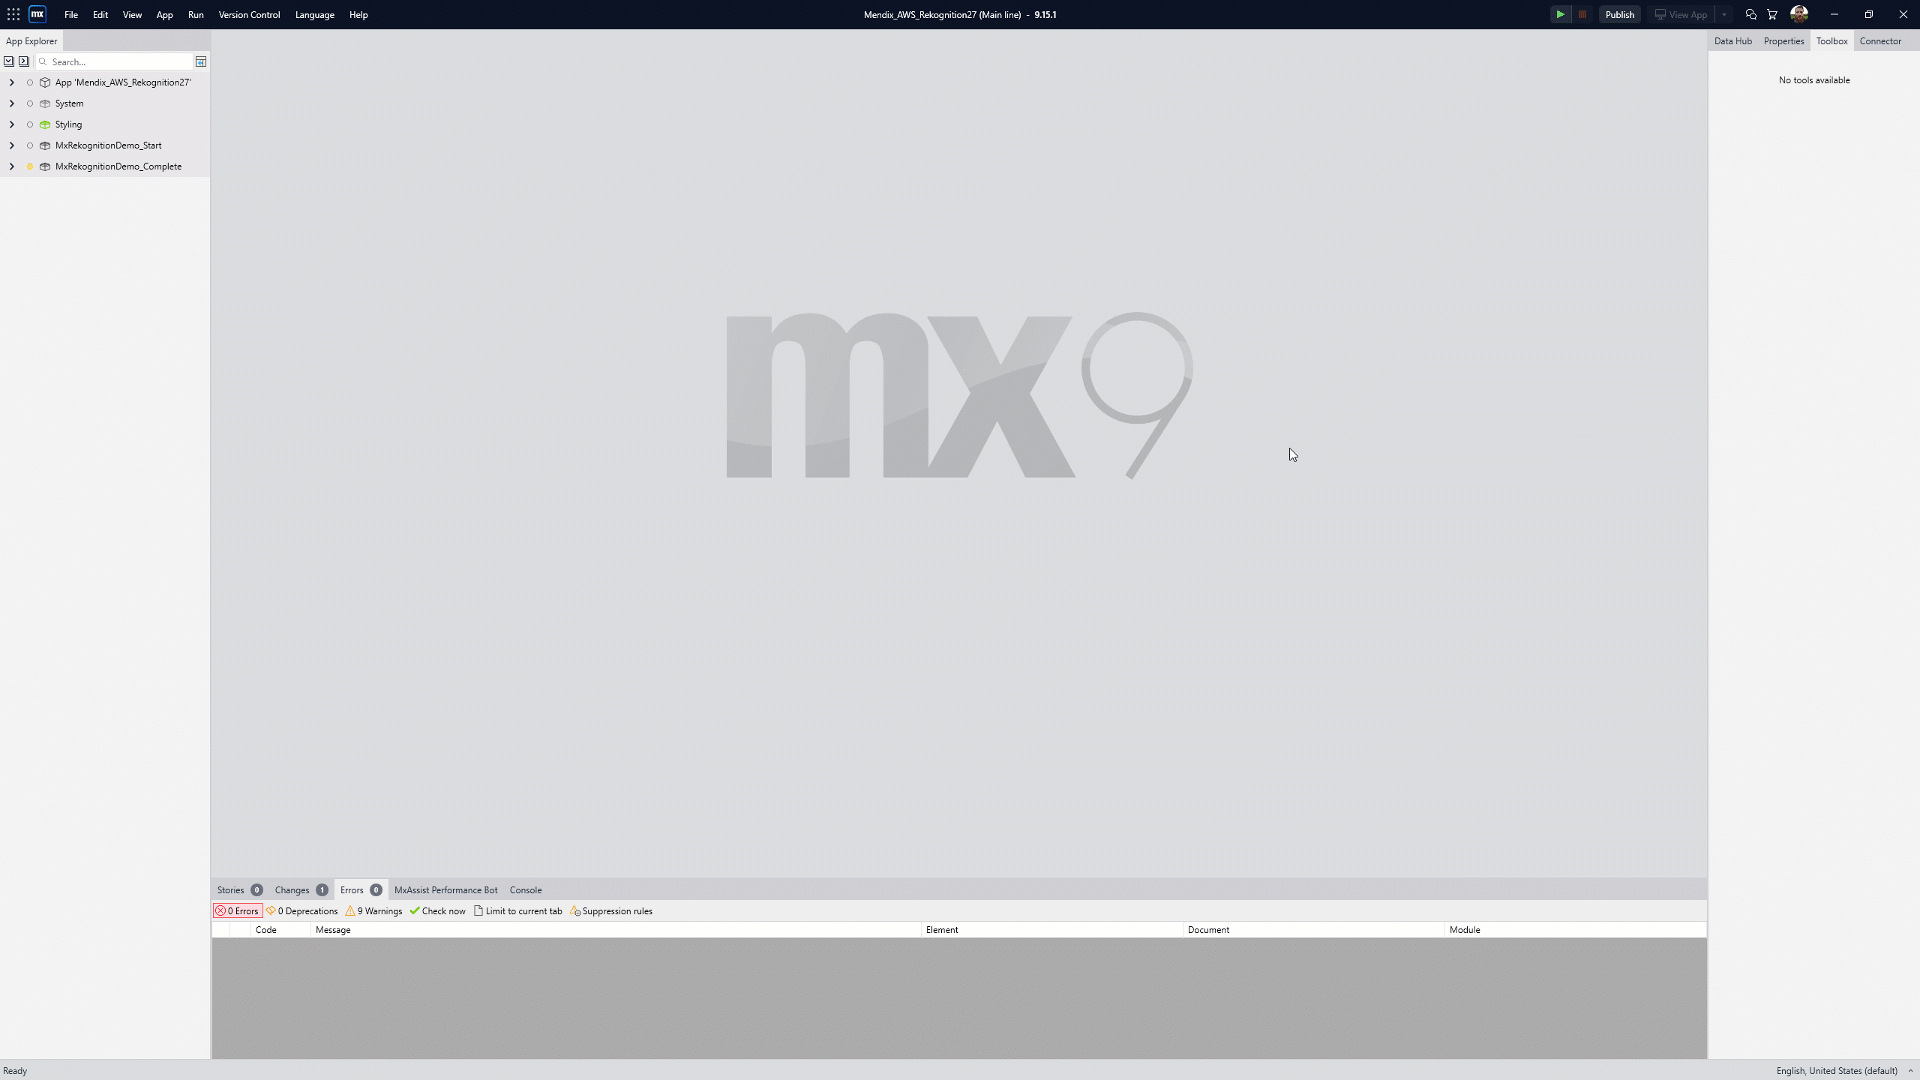 mx File Edit View App Run Version Control Language Help Mendix_AWS_Rekognition27 (Main line) - 9.15.1 Publish View App
App Explorer
Search...
App 'Mendix_AWS_Rekognition27'
System
Styling
MxRekognitionDemo_Start
MxRekognitionDemo_Complete
mx9
Data Hub Properties Toolbox Connector
No tools available
Stories 0 Changes 1 Errors 0 MxAssist Performance Bot Console
0 Errors 0 Deprecations 9 Warnings Check now Limit to current tab Suppression rules
Code Message Element Document Module
Ready English, United States (default)